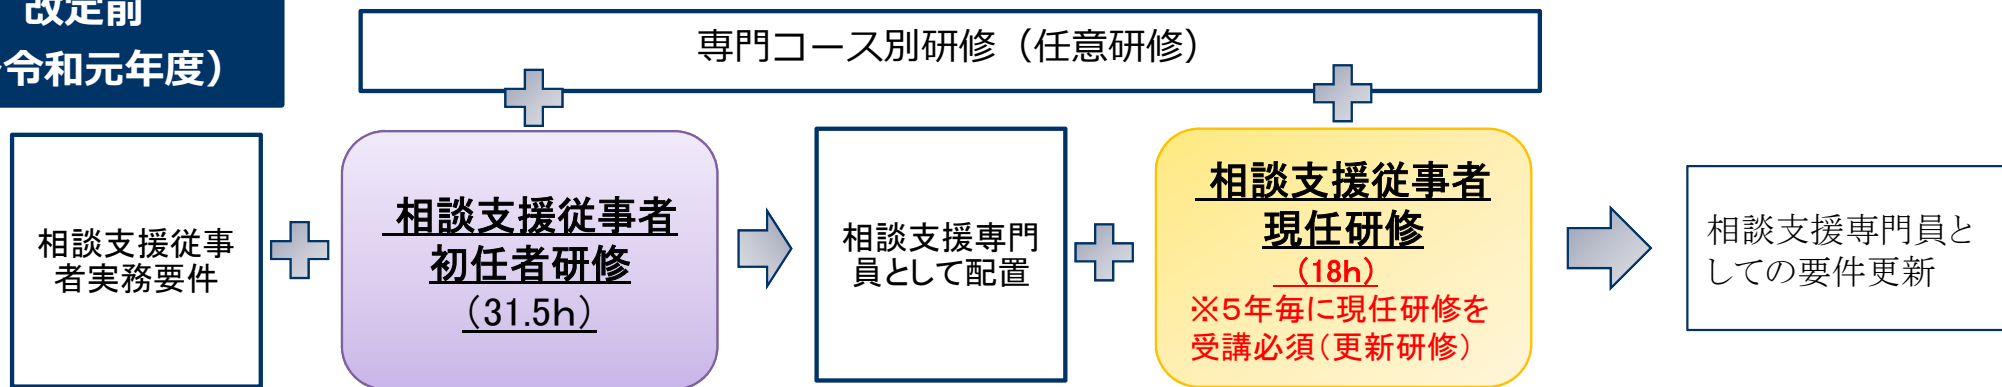 改定前
令和元年度）
専門コース別研修（任意研修）
相談支援従事
者実務要件
相談支援従事者
初任者研修
（31.5h）
相談支援専門
員として配置
相談支援従事者
現任研修
（18h）
※５年毎に現任研修を
受講必須（更新研修）
相談支援専門員と
しての要件更新